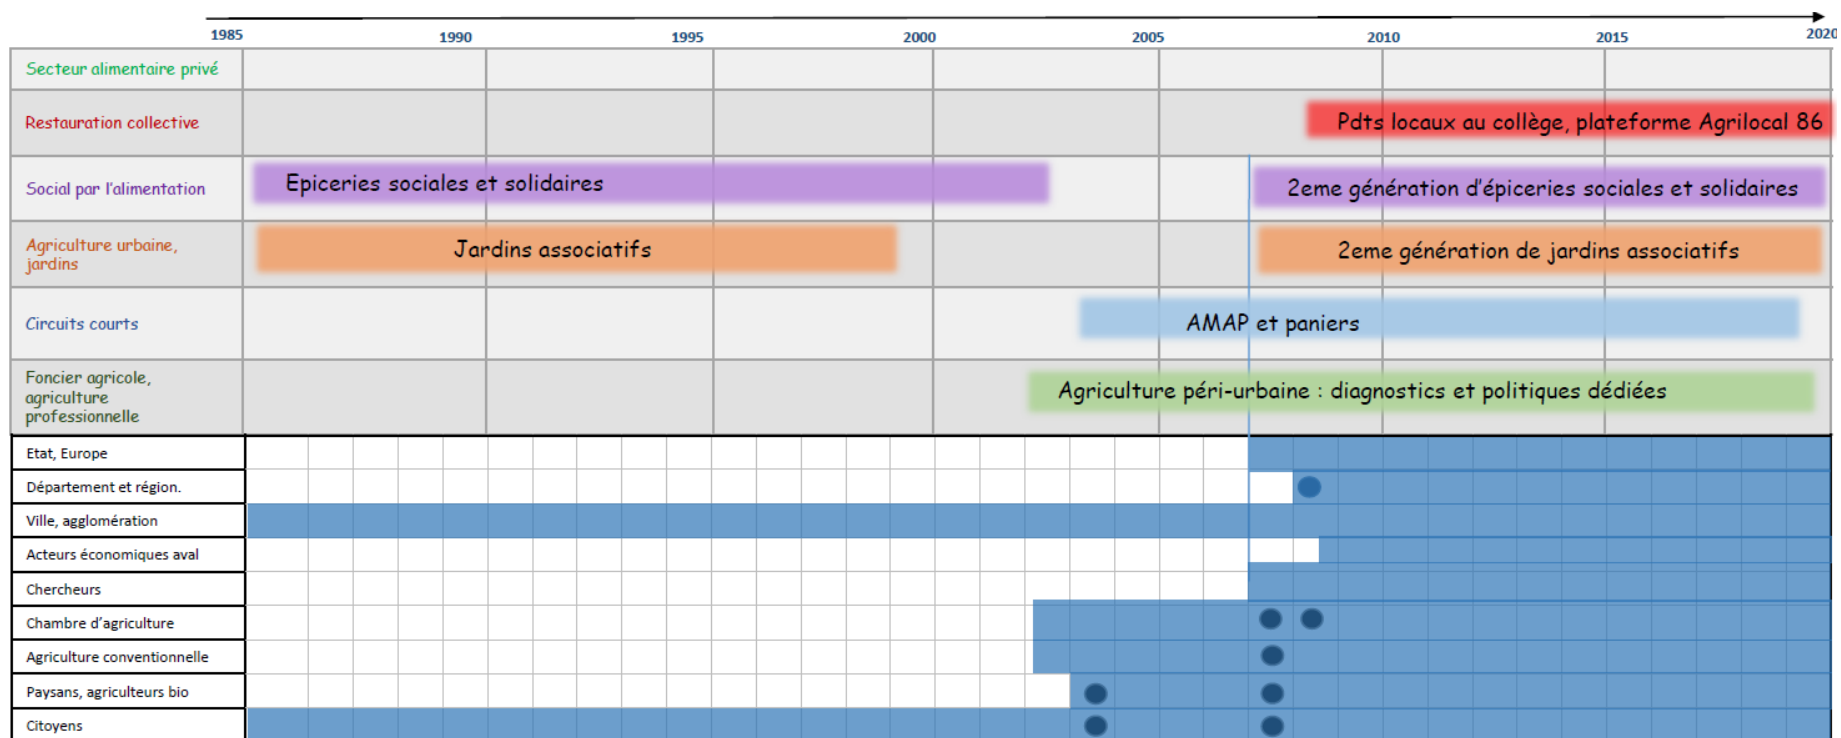 1985 1990 1995 2000 2005 2010 2015 2020
Secteur alimentaire privé
Restauration collective
Pdts locaux au collège, plateforme Agrilocal 86
Social par l'alimentation
Epiceries sociales et solidaires
2eme génération d'épiceries sociales et solidaires
Agriculture urbaine,
jardins
Jardins associatifs
2eme génération de jardins associatifs
Circuits courts
AMAP et paniers
Foncier agricole,
agriculture
professionnelle
Agriculture péri-urbaine : diagnostics et politiques dédiées
Etat, Europe
Département et région.
Ville, agglomération
Acteurs économiques aval
Chercheurs
Chambre d'agriculture
Agriculture conventionnelle
Paysans, agriculteurs bio
Citoyens